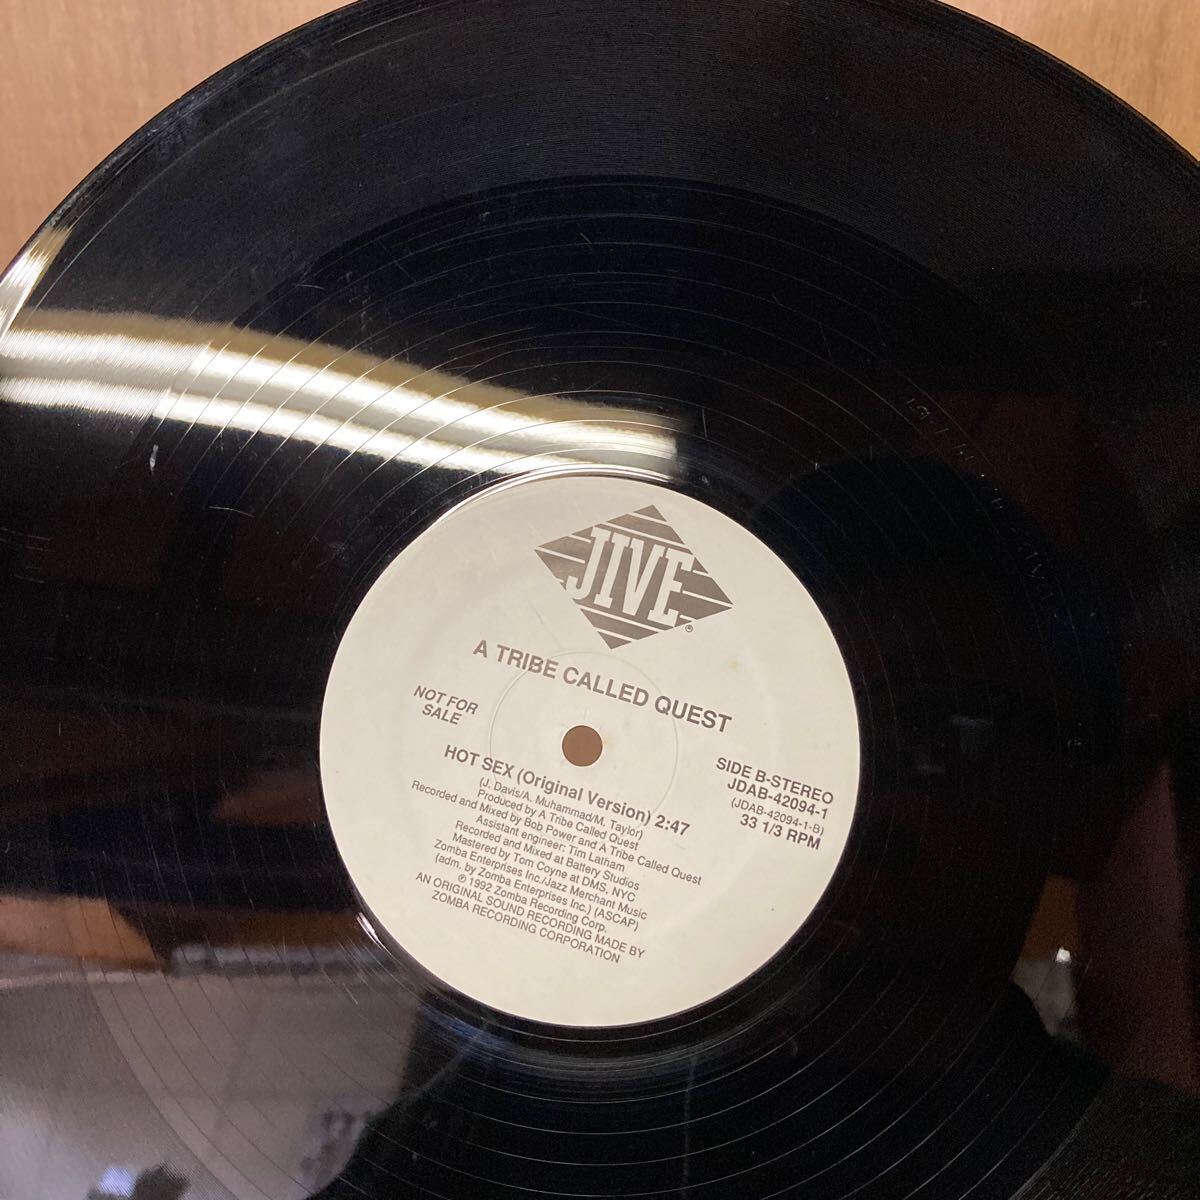 JIVE
®
A TRIBE CALLED QUEST
NOT FOR
SALE
SIDE B-STEREO
JDAB-42094-1
(JDAB-42094-1-B)
33 1/3 RPM
HOT SEX (Original Version) 2:47
(J. Davis/A. Muhammad/M. Taylor)
Produced by A Tribe Called Quest
Recorded and Mixed by Bob Power and A Tribe Called Quest
Assistant engineer: Tim Latham
Recorded and Mixed at Battery Studios
Mastered by Tom Coyne at DMS, NYC
Zomba Enterprises Inc./Jazz Merchant Music
(adm. by Zomba Enterprises Inc.) (ASCAP)
℗ 1992 Zomba Recording Corp.
AN ORIGINAL SOUND RECORDING MADE BY
ZOMBA RECORDING CORPORATION